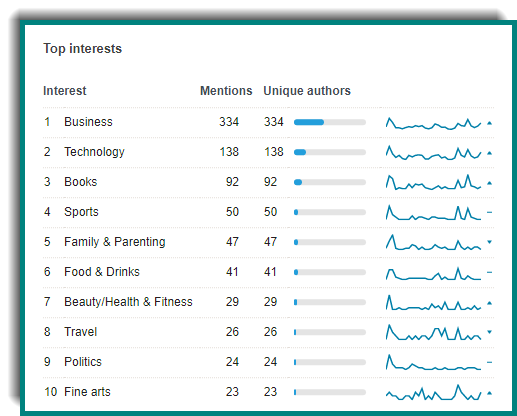 Top interests
Interest Mentions Unique authors
1 Business 334 334
2 Technology 138 138
3 Books 92 92
4 Sports 50 50
5 Family & Parenting 47 47
6 Food & Drinks 41 41
7 Beauty/Health & Fitness 29 29
8 Travel 26 26
9 Politics 24 24
10 Fine arts 23 23